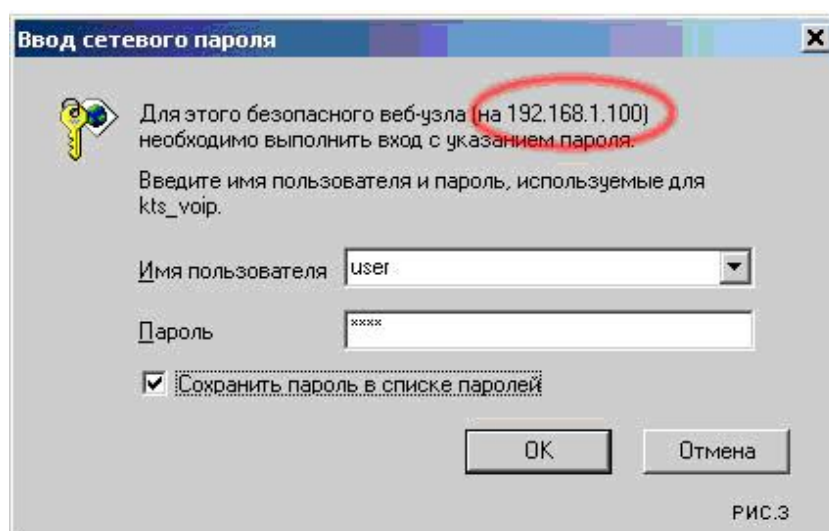 Ввод сетевого пароля
Для этого безопасного веб-узла (на 192.168.1.100)
необходимо выполнить вход с указанием пароля.
Введите имя пользователя и пароль, используемые для
kts_voip.
Имя пользователя user
Пароль ××××
Сохранить пароль в списке паролей
OK Отмена
РИС.3